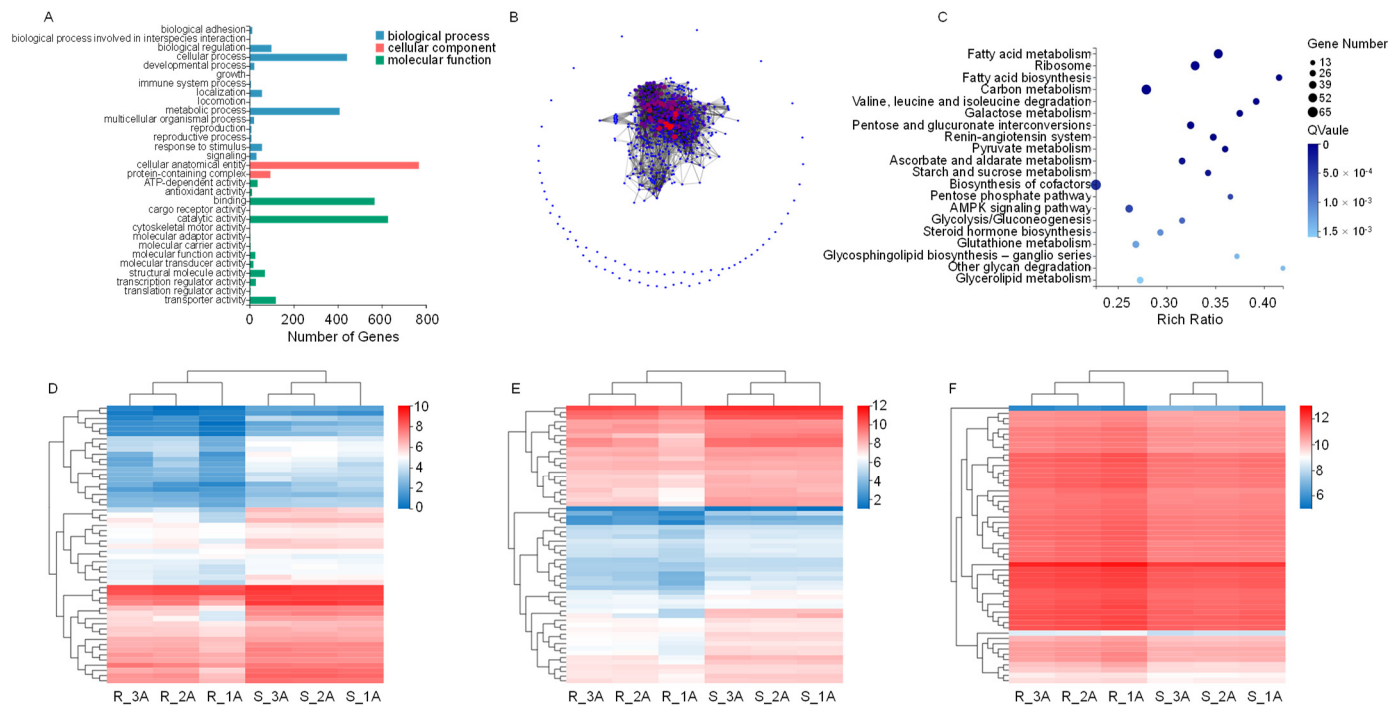 A
biological adhesion
biological process involved in interspecies interaction
biological regulation
cellular process
developmental process
growth
immune system process
localization
locomotion
metabolic process
multicellular organismal process
reproduction
reproductive process
response to stimulus
signaling
cellular anatomical entity
protein-containing complex
ATP-dependent activity
antioxidant activity
binding
cargo receptor activity
catalytic activity
cytoskeletal motor activity
molecular adaptor activity
molecular carrier activity
molecular function activity
molecular transducer activity
structural molecule activity
transcription regulator activity
translation regulator activity
transporter activity
0 200 400 600 800
Number of Genes
biological process
cellular component
molecular function
B
C
Fatty acid metabolism
Ribosome
Fatty acid biosynthesis
Carbon metabolism
Valine, leucine and isoleucine degradation
Galactose metabolism
Pentose and glucuronate interconversions
Renin-angiotensin system
Pyruvate metabolism
Ascorbate and aldarate metabolism
Starch and sucrose metabolism
Biosynthesis of cofactors
Pentose phosphate pathway
AMPK signaling pathway
Glycolysis/Gluconeogenesis
Steroid hormone biosynthesis
Glutathione metabolism
Glycosphingolipid biosynthesis – ganglio series
Other glycan degradation
Glycerolipid metabolism
0.25 0.30 0.35 0.40
Rich Ratio
Gene Number
13
26
39
52
65
QVaule
0
5.0 × 10⁻⁴
1.0 × 10⁻³
1.5 × 10⁻³
D
10
8
6
4
2
0
R_3A R_2A R_1A S_3A S_2A S_1A
E
12
10
8
6
4
2
R_3A R_2A R_1A S_3A S_2A S_1A
F
12
10
8
6
R_3A R_2A R_1A S_3A S_2A S_1A